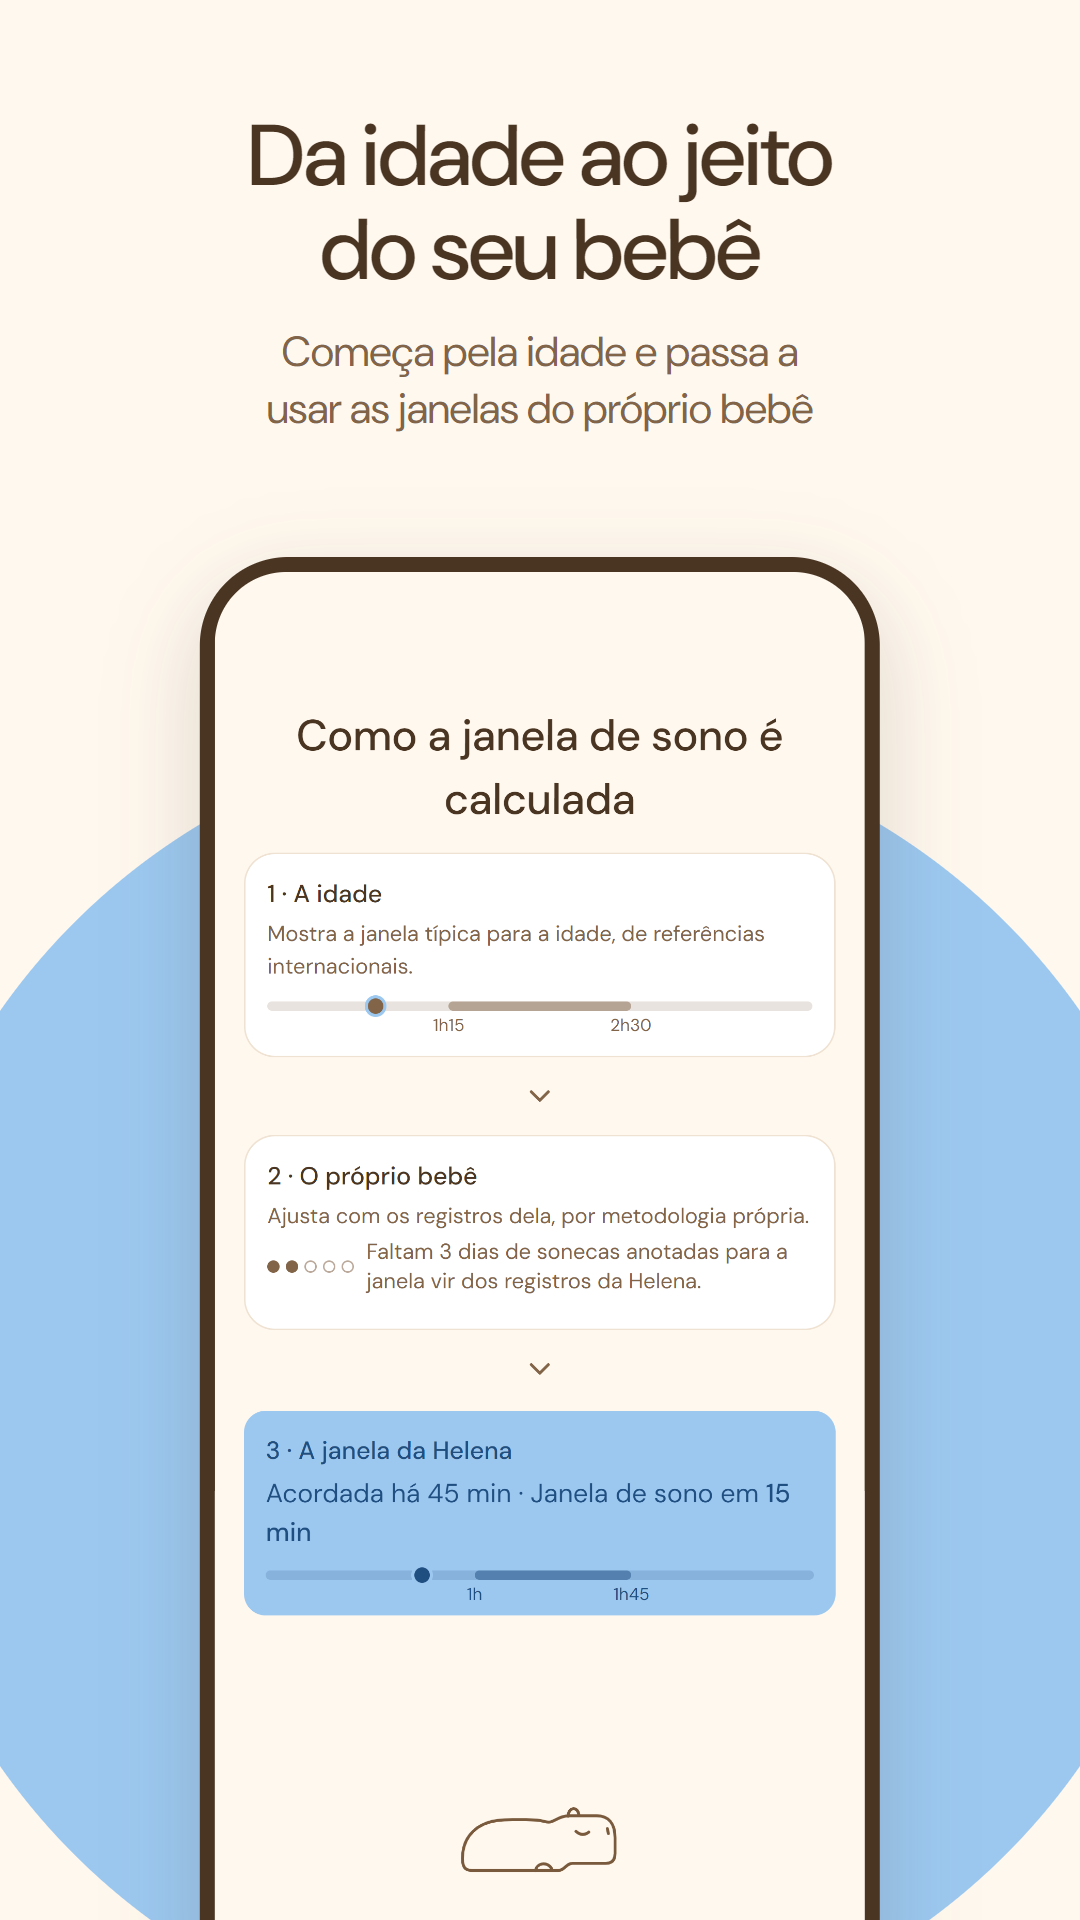 Da idade ao jeito
do seu bebê
Começa pela idade e passa a
usar as janelas do próprio bebê
Como a janela de sono é
calculada
1 · A idade
Mostra a janela típica para a idade, de referências
internacionais.
1h15 2h30
2 · O próprio bebê
Ajusta com os registros dela, por metodologia própria.
Faltam 3 dias de sonecas anotadas para a
janela vir dos registros da Helena.
3 · A janela da Helena
Acordada há 45 min · Janela de sono em 15
min
1h 1h45